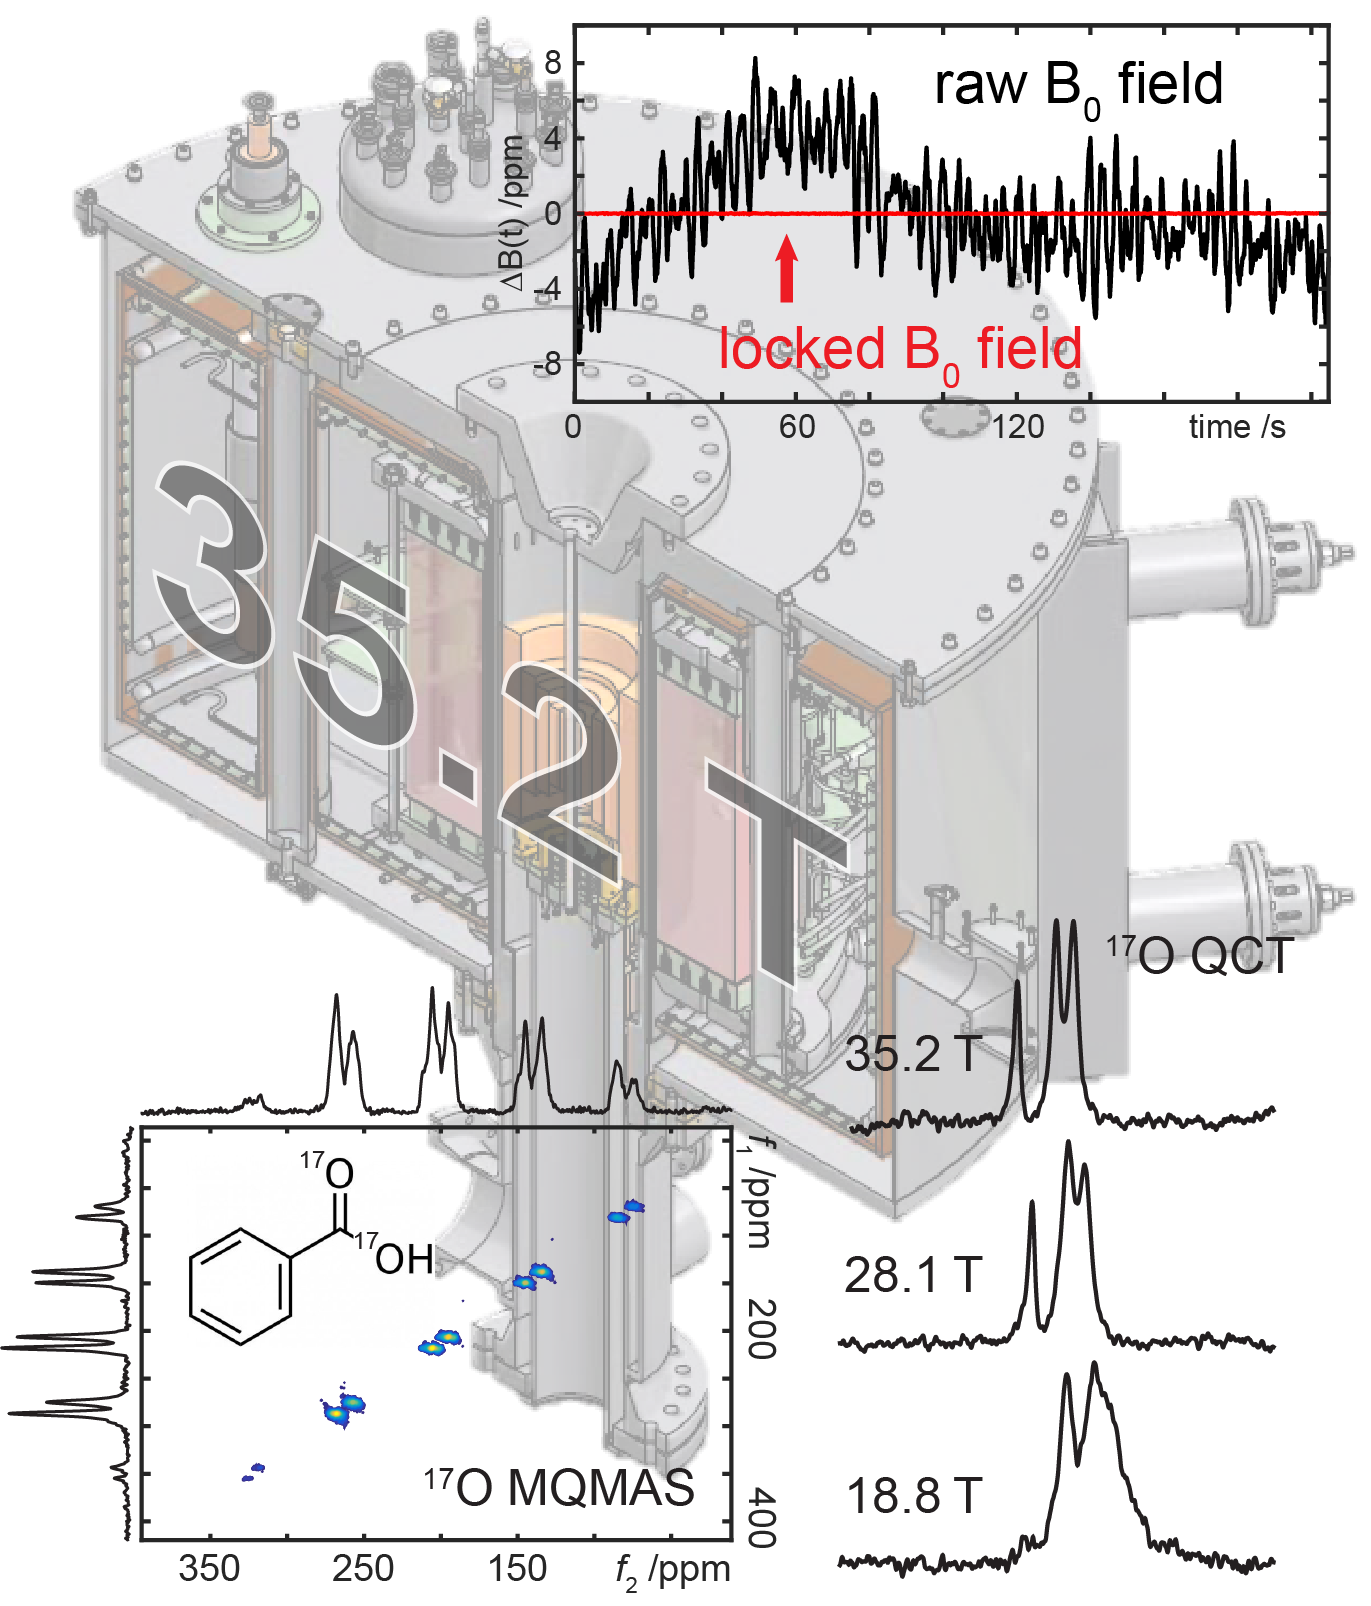 8
4
0
-4
-8
ΔB(t) /ppm
raw B₀ field
locked B₀ field
0 60 120 time /s
35.2 T
¹⁷O QCT
35.2 T
28.1 T
18.8 T
¹⁷O
¹⁷OH
¹⁷O MQMAS
f₁ /ppm
200
400
350 250 150 f₂ /ppm